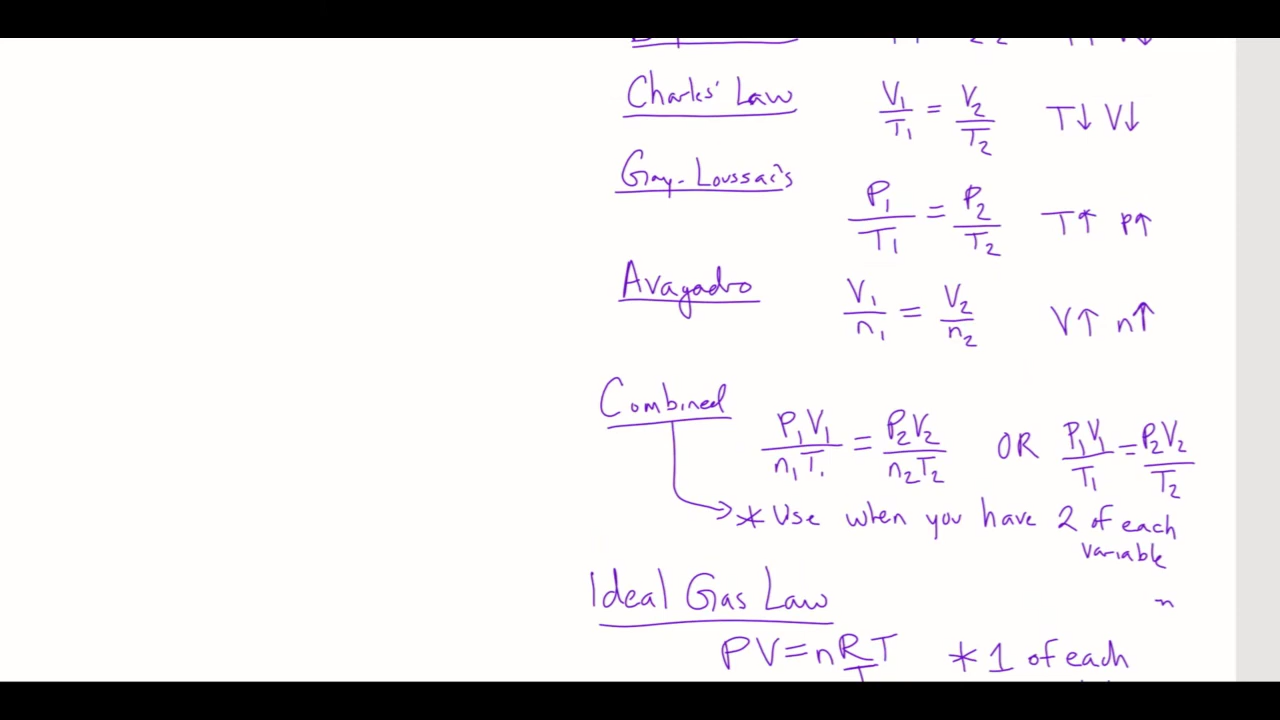 Charles' Law V₁/T₁ = V₂/T₂ T↓ V↓
Gay-Loussac's P₁/T₁ = P₂/T₂ T↑ P↑
Avagadro V₁/n₁ = V₂/n₂ V↑ n↑
Combined P₁V₁/n₁T₁ = P₂V₂/n₂T₂ OR P₁V₁/T₁ = P₂V₂/T₂
* Use when you have 2 of each
variable
Ideal Gas Law
n
PV = nRT * 1 of each